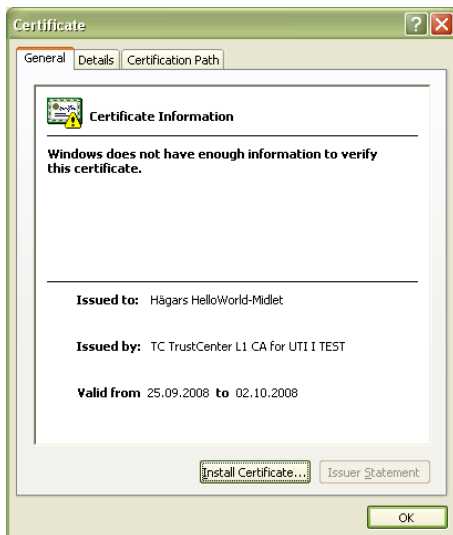 Certificate
General Details Certification Path
Certificate Information
Windows does not have enough information to verify
this certificate.
Issued to: Hägars HelloWorld-Midlet
Issued by: TC TrustCenter L1 CA for UTI I TEST
Valid from 25.09.2008 to 02.10.2008
Install Certificate... Issuer Statement
OK